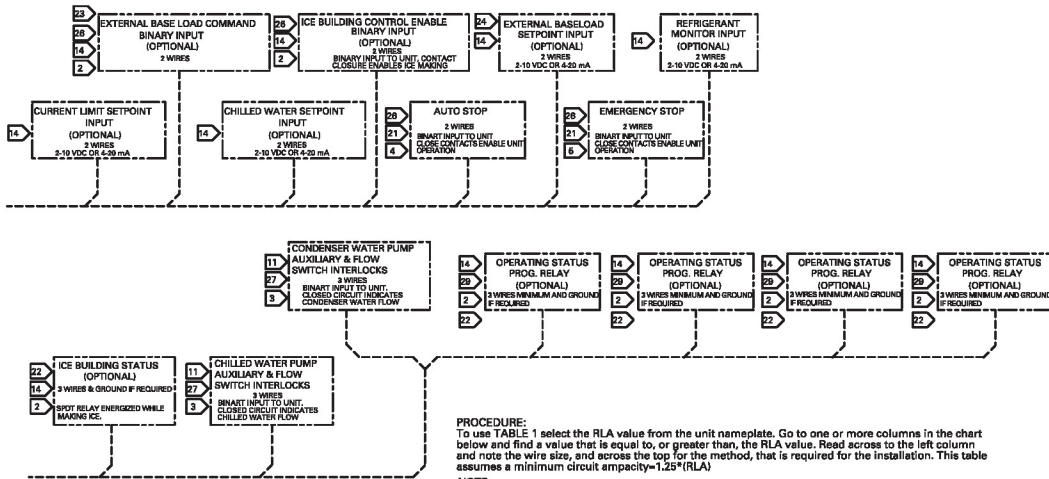 23
26
14
2
EXTERNAL BASE LOAD COMMAND
BINARY INPUT
(OPTIONAL)
2 WIRES
25
14
2
ICE BUILDING CONTROL ENABLE
BINARY INPUT
(OPTIONAL)
2 WIRES
BINARY INPUT TO UNIT. CONTACT
CLOSURE ENABLES ICE MAKING
24
14
EXTERNAL BASELOAD
SETPOINT INPUT
(OPTIONAL)
2 WIRES
2-10 VDC OR 4-20 mA
14
REFRIGERANT
MONITOR INPUT
(OPTIONAL)
2 WIRES
2-10 VDC OR 4-20 mA
14
CURRENT LIMIT SETPOINT
INPUT
(OPTIONAL)
2 WIRES
2-10 VDC OR 4-20 mA
14
CHILLED WATER SETPOINT
INPUT
(OPTIONAL)
2 WIRES
2-10 VDC OR 4-20 mA
26
21
4
AUTO STOP
2 WIRES
BINART INPUT TO UNIT
CLOSE CONTACTS ENABLE UNIT
OPERATION
26
21
5
EMERGENCY STOP
2 WIRES
BINART INPUT TO UNIT
CLOSE CONTACTS ENABLE UNIT
OPERATION
11
27
3
CONDENSER WATER PUMP
AUXILIARY & FLOW
SWITCH INTERLOCKS
3 WIRES
BINART INPUT TO UNIT.
CLOSED CIRCUIT INDICATES
CONDENSER WATER FLOW
14
29
2
22
OPERATING STATUS
PROG. RELAY
(OPTIONAL)
3 WIRES MINIMUM AND GROUND
IF REQUIRED
14
29
2
22
OPERATING STATUS
PROG. RELAY
(OPTIONAL)
3 WIRES MINIMUM AND GROUND
IF REQUIRED
14
29
2
22
OPERATING STATUS
PROG. RELAY
(OPTIONAL)
3 WIRES MINIMUM AND GROUND
IF REQUIRED
14
29
2
22
OPERATING STATUS
PROG. RELAY
(OPTIONAL)
3 WIRES MINIMUM AND GROUND
IF REQUIRED
22
14
2
ICE BUILDING STATUS
(OPTIONAL)
3 WIRES & GROUND IF REQUIRED
SPDT RELAY ENERGIZED WHILE
MAKING ICE.
11
27
3
CHILLED WATER PUMP
AUXILIARY & FLOW
SWITCH INTERLOCKS
3 WIRES
BINART INPUT TO UNIT.
CLOSED CIRCUIT INDICATES
CHILLED WATER FLOW
PROCEDURE:
To use TABLE 1 select the RLA value from the unit nameplate. Go to one or more columns in the chart
below and find a value that is equal to, or greater than, the RLA value. Read across to the left column
and note the wire size, and across the top for the method, that is required for the installation. This table
assumes a minimum circuit ampacity=1.25*(RLA)